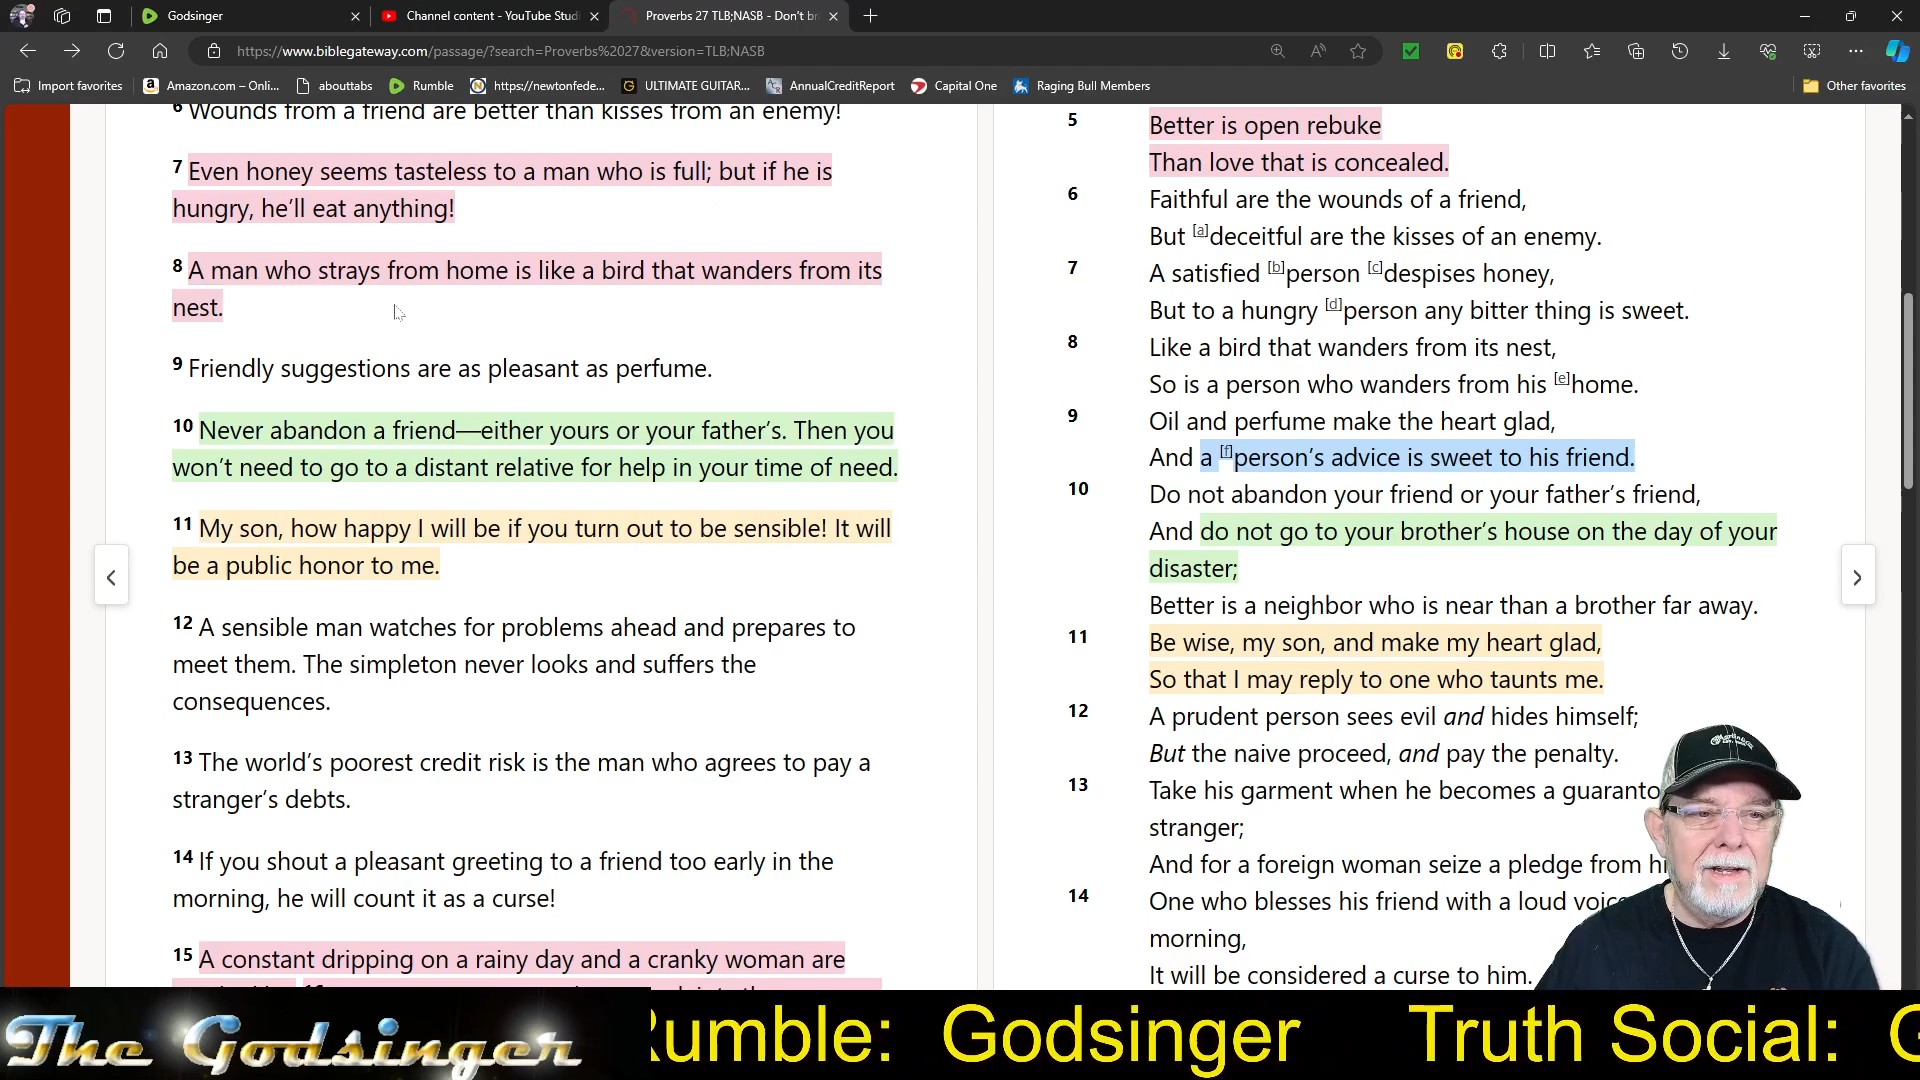 Godsinger
Channel content - YouTube Studi
Proverbs 27 TLB;NASB - Don't br
https://www.biblegateway.com/passage/?search=Proverbs%2027&version=TLB;NASB
Import favorites
Amazon.com – Onli...
abouttabs
Rumble
https://newtonfede...
ULTIMATE GUITAR...
AnnualCreditReport
Capital One
Raging Bull Members
Other favorites
6 Wounds from a friend are better than kisses from an enemy!
7 Even honey seems tasteless to a man who is full; but if he is
hungry, he'll eat anything!
8 A man who strays from home is like a bird that wanders from its
nest.
9 Friendly suggestions are as pleasant as perfume.
10 Never abandon a friend—either yours or your father's. Then you
won't need to go to a distant relative for help in your time of need.
11 My son, how happy I will be if you turn out to be sensible! It will
be a public honor to me.
12 A sensible man watches for problems ahead and prepares to
meet them. The simpleton never looks and suffers the
consequences.
13 The world's poorest credit risk is the man who agrees to pay a
stranger's debts.
14 If you shout a pleasant greeting to a friend too early in the
morning, he will count it as a curse!
15 A constant dripping on a rainy day and a cranky woman are
5 Better is open rebuke
Than love that is concealed.
6 Faithful are the wounds of a friend,
But [a]deceitful are the kisses of an enemy.
7 A satisfied [b]person [c]despises honey,
But to a hungry [d]person any bitter thing is sweet.
8 Like a bird that wanders from its nest,
So is a person who wanders from his [e]home.
9 Oil and perfume make the heart glad,
And a [f]person's advice is sweet to his friend.
10 Do not abandon your friend or your father's friend,
And do not go to your brother's house on the day of your
disaster;
Better is a neighbor who is near than a brother far away.
11 Be wise, my son, and make my heart glad,
So that I may reply to one who taunts me.
12 A prudent person sees evil and hides himself;
But the naive proceed, and pay the penalty.
13 Take his garment when he becomes a guaranto
stranger;
And for a foreign woman seize a pledge from hi
14 One who blesses his friend with a loud voic
morning,
It will be considered a curse to him.
The Godsinger
Rumble: Godsinger Truth Social: G